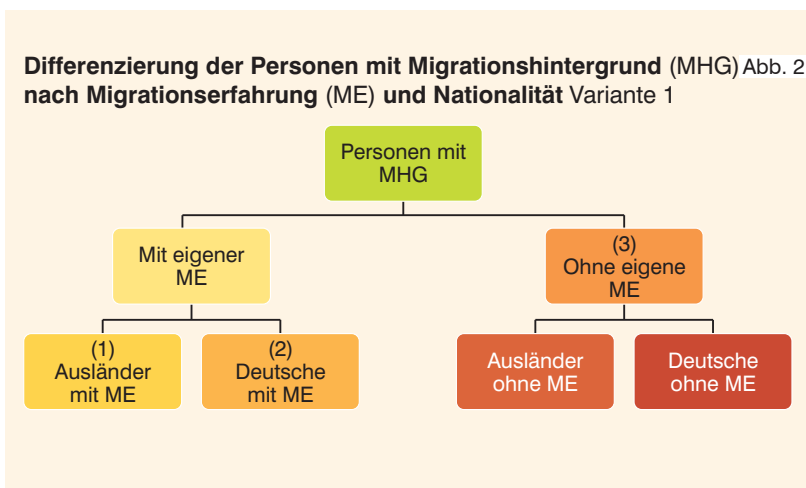 Differenzierung der Personen mit Migrationshintergrund (MHG) Abb. 2
nach Migrationserfahrung (ME) und Nationalität Variante 1
Personen mit
MHG
Mit eigener
ME
(3)
Ohne eigene
ME
(1)
Ausländer
mit ME
(2)
Deutsche
mit ME
Ausländer
ohne ME
Deutsche
ohne ME